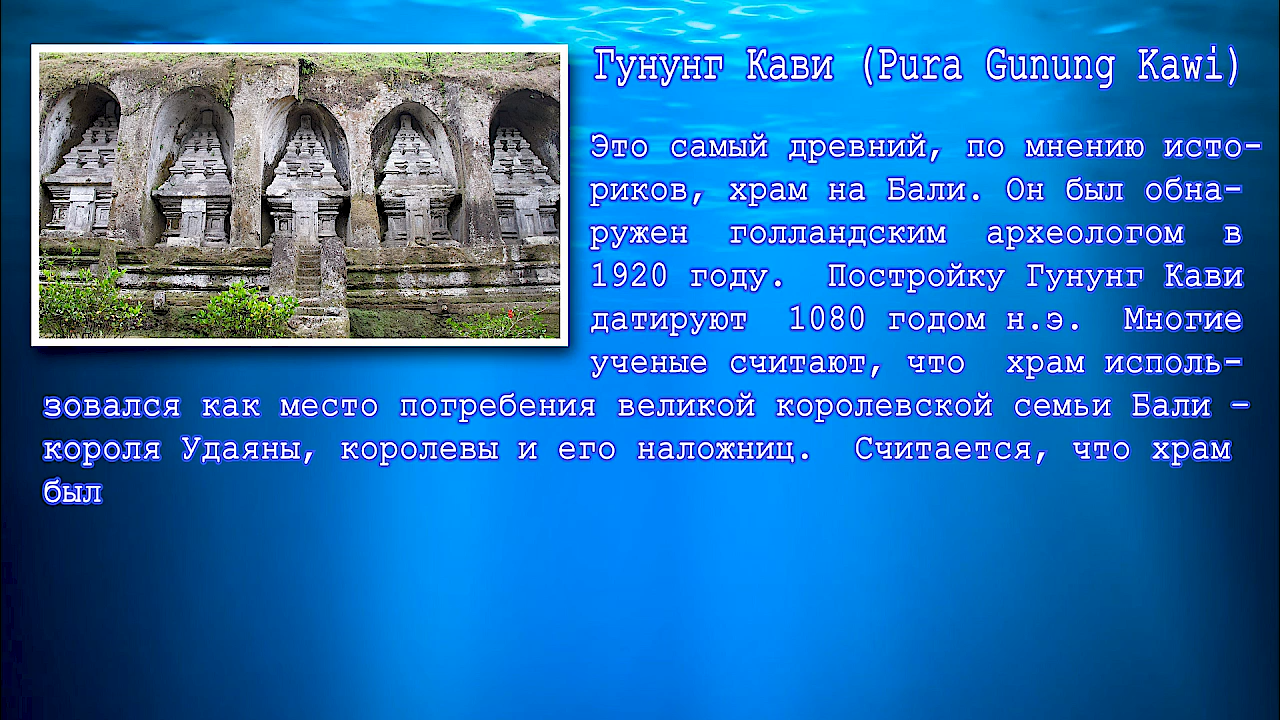 Гунунг Кави (Pura Gunung Kawi)
Это самый древний, по мнению исто-
риков, храм на Бали. Он был обна-
ружен голландским археологом в
1920 году. Постройку Гунунг Кави
датируют 1080 годом н.э. Многие
ученые считают, что храм исполь-
зовался как место погребения великой королевской семьи Бали –
короля Удаяны, королевы и его наложниц. Считается, что храм
был